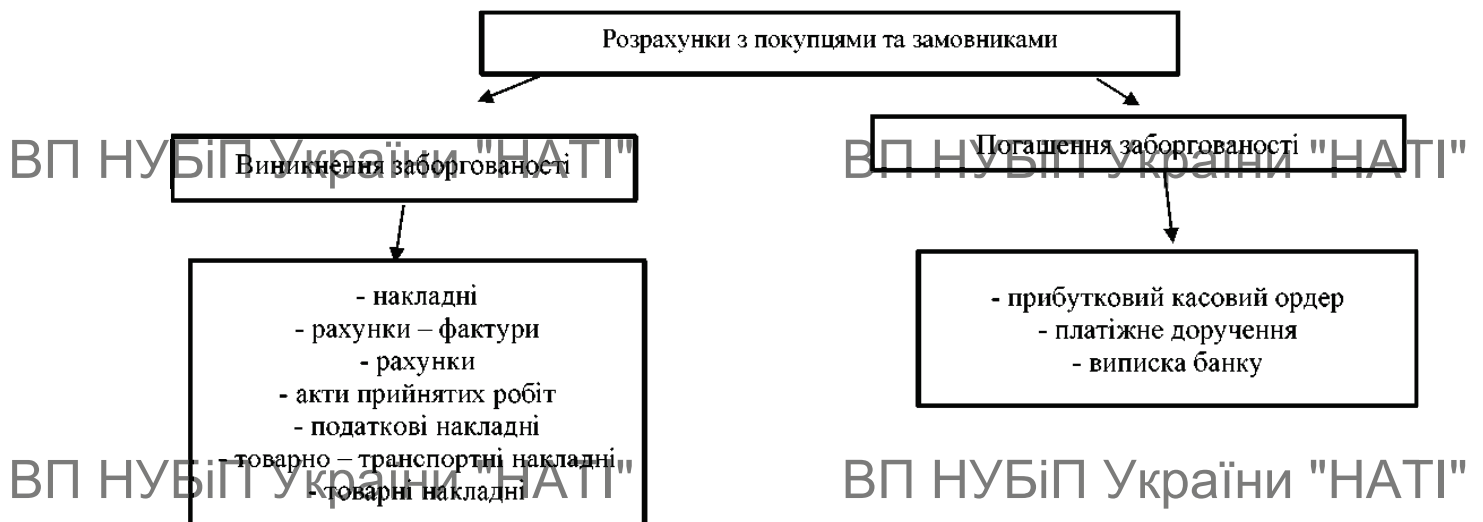 Розрахунки з покупцями та замовниками
Виникнення заборгованості
Погашення заборгованості
ВП НУБіП України "НАТІ"
ВП НУБіП України "НАТІ"
- накладні
- рахунки – фактури
- рахунки
- акти прийнятих робіт
- податкові накладні
- товарно – транспортні накладні
- товарні накладні
- прибутковий касовий ордер
- платіжне доручення
- виписка банку
ВП НУБіП України "НАТІ"
ВП НУБіП України "НАТІ"